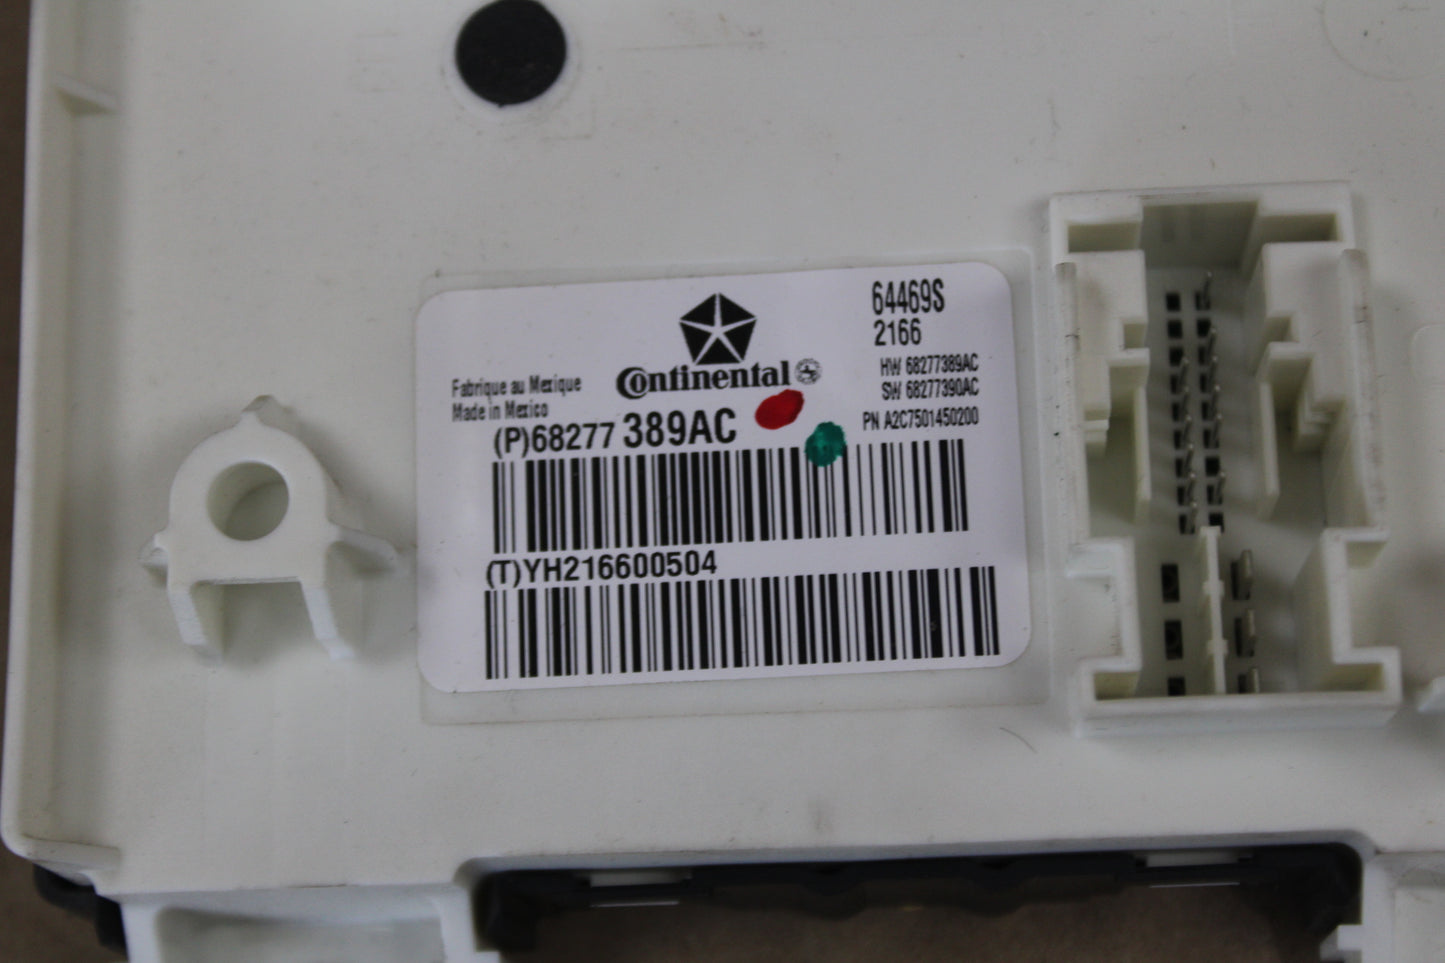 64469S
2166
Continental
HW 68277389AC
SW 68277390AC
PN A2C7501450200
Fabrique au Mexique
Made in Mexico
(P)68277 389AC
(T)YH216600504